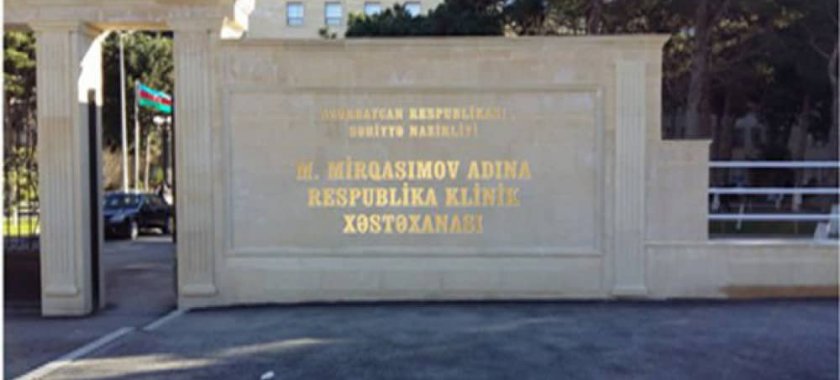 AZƏRBAYCAN RESPUBLİKASI
SƏHİYYƏ NAZİRLİYİ
M. MİRQASIMOV ADINA
RESPUBLİKA KLİNİK
XƏSTƏXANASI